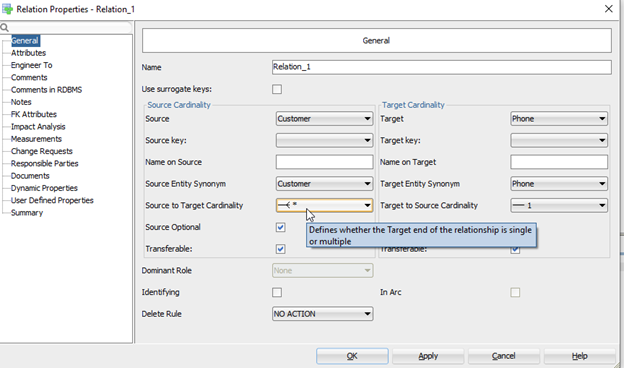 Relation Properties - Relation_1
General
Attributes
Engineer To
Comments
Comments in RDBMS
Notes
FK Attributes
Impact Analysis
Measurements
Change Requests
Responsible Parties
Documents
Dynamic Properties
User Defined Properties
Summary
General
Name Relation_1
Use surrogate keys:
Source Cardinality Target Cardinality
Source Customer Target Phone
Source key: Target key:
Name on Source Name on Target
Source Entity Synonym Customer Target Entity Synonym Phone
Source to Target Cardinality * Target to Source Cardinality 1
Source Optional
Defines whether the Target end of the relationship is single
or multiple
Transferable: Transferable:
Dominant Role None
Identifying In Arc
Delete Rule NO ACTION
OK Apply Cancel Help